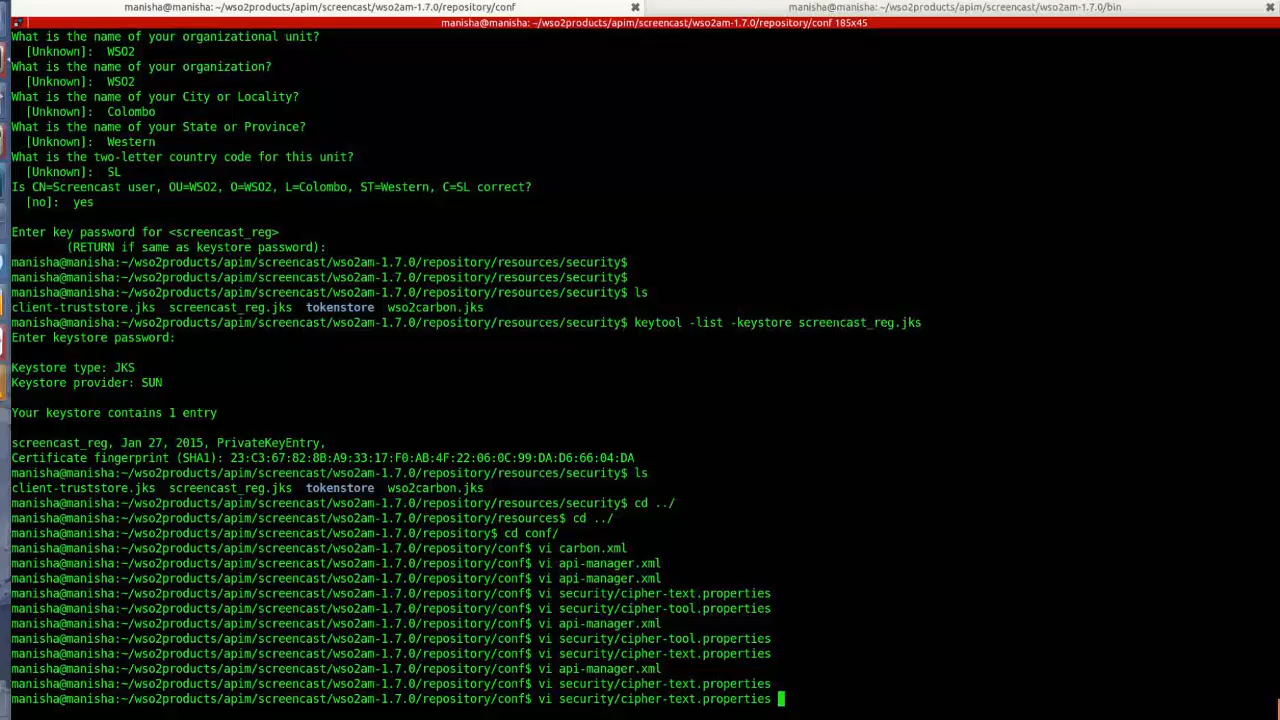 manisha@manisha: ~/wso2products/apim/screencast/wso2am-1.7.0/repository/conf
manisha@manisha: ~/wso2products/apim/screencast/wso2am-1.7.0/bin
manisha@manisha: ~/wso2products/apim/screencast/wso2am-1.7.0/repository/conf 185x45
What is the name of your organizational unit?
[Unknown]: WSO2
What is the name of your organization?
[Unknown]: WSO2
What is the name of your City or Locality?
[Unknown]: Colombo
What is the name of your State or Province?
[Unknown]: Western
What is the two-letter country code for this unit?
[Unknown]: SL
Is CN=Screencast user, OU=WSO2, O=WSO2, L=Colombo, ST=Western, C=SL correct?
[no]: yes
Enter key password for <screencast_reg>
(RETURN if same as keystore password):
manisha@manisha:~/wso2products/apim/screencast/wso2am-1.7.0/repository/resources/security$
manisha@manisha:~/wso2products/apim/screencast/wso2am-1.7.0/repository/resources/security$
manisha@manisha:~/wso2products/apim/screencast/wso2am-1.7.0/repository/resources/security$ ls
client-truststore.jks screencast_reg.jks tokenstore wso2carbon.jks
manisha@manisha:~/wso2products/apim/screencast/wso2am-1.7.0/repository/resources/security$ keytool -list -keystore screencast_reg.jks
Enter keystore password:
Keystore type: JKS
Keystore provider: SUN
Your keystore contains 1 entry
screencast_reg, Jan 27, 2015, PrivateKeyEntry,
Certificate fingerprint (SHA1): 23:C3:67:82:8B:A9:33:17:F0:AB:4F:22:06:0C:99:DA:D6:66:04:DA
manisha@manisha:~/wso2products/apim/screencast/wso2am-1.7.0/repository/resources/security$ ls
client-truststore.jks screencast_reg.jks tokenstore wso2carbon.jks
manisha@manisha:~/wso2products/apim/screencast/wso2am-1.7.0/repository/resources/security$ cd ../
manisha@manisha:~/wso2products/apim/screencast/wso2am-1.7.0/repository/resources$ cd ../
manisha@manisha:~/wso2products/apim/screencast/wso2am-1.7.0/repository$ cd conf/
manisha@manisha:~/wso2products/apim/screencast/wso2am-1.7.0/repository/conf$ vi carbon.xml
manisha@manisha:~/wso2products/apim/screencast/wso2am-1.7.0/repository/conf$ vi api-manager.xml
manisha@manisha:~/wso2products/apim/screencast/wso2am-1.7.0/repository/conf$ vi api-manager.xml
manisha@manisha:~/wso2products/apim/screencast/wso2am-1.7.0/repository/conf$ vi security/cipher-text.properties
manisha@manisha:~/wso2products/apim/screencast/wso2am-1.7.0/repository/conf$ vi security/cipher-tool.properties
manisha@manisha:~/wso2products/apim/screencast/wso2am-1.7.0/repository/conf$ vi api-manager.xml
manisha@manisha:~/wso2products/apim/screencast/wso2am-1.7.0/repository/conf$ vi security/cipher-tool.properties
manisha@manisha:~/wso2products/apim/screencast/wso2am-1.7.0/repository/conf$ vi security/cipher-text.properties
manisha@manisha:~/wso2products/apim/screencast/wso2am-1.7.0/repository/conf$ vi api-manager.xml
manisha@manisha:~/wso2products/apim/screencast/wso2am-1.7.0/repository/conf$ vi security/cipher-text.properties
manisha@manisha:~/wso2products/apim/screencast/wso2am-1.7.0/repository/conf$ vi security/cipher-text.properties